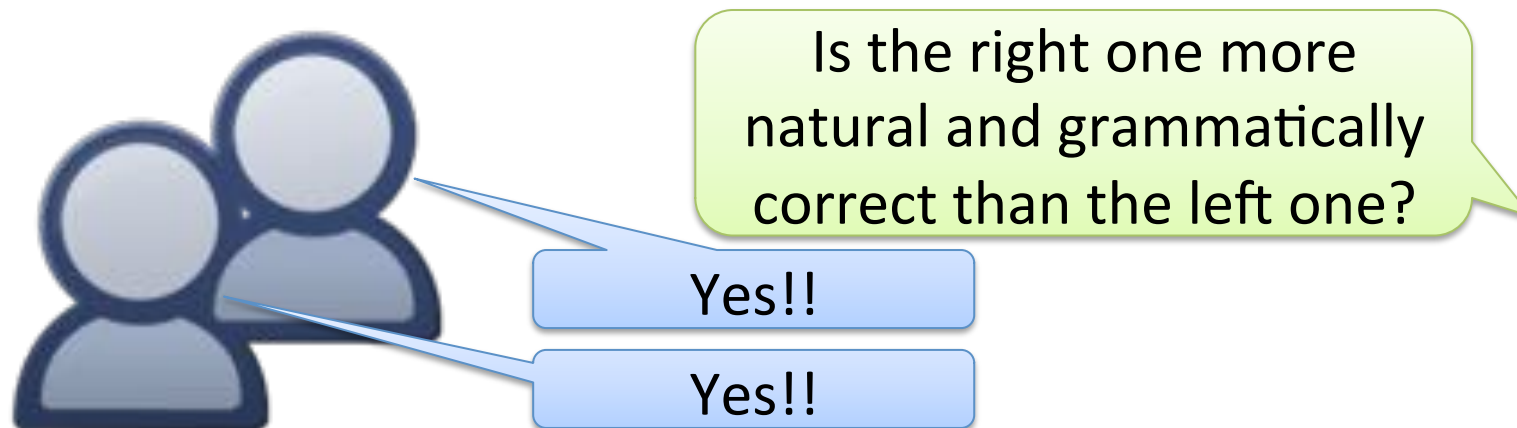 Is the right one more
natural and grammatically
correct than the left one?
Yes!!
Yes!!